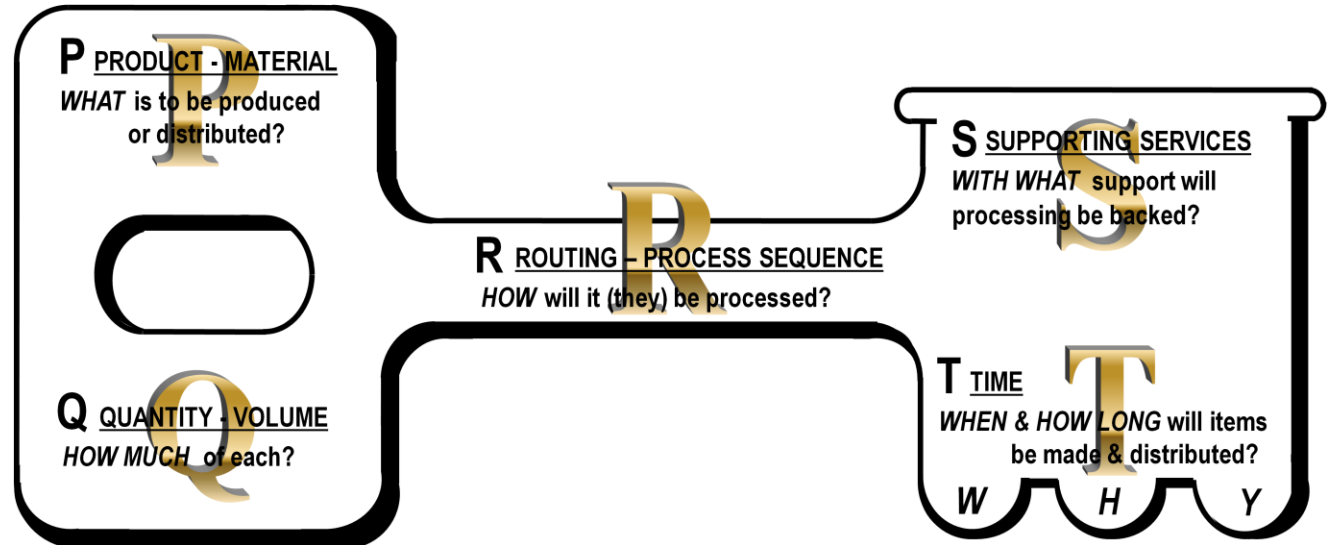 P PRODUCT - MATERIAL
WHAT is to be produced
or distributed?
Q QUANTITY - VOLUME
HOW MUCH of each?
R ROUTING – PROCESS SEQUENCE
HOW will it (they) be processed?
S SUPPORTING SERVICES
WITH WHAT support will
processing be backed?
T TIME
WHEN & HOW LONG will items
be made & distributed?
W H Y
P
Q
R
S
T